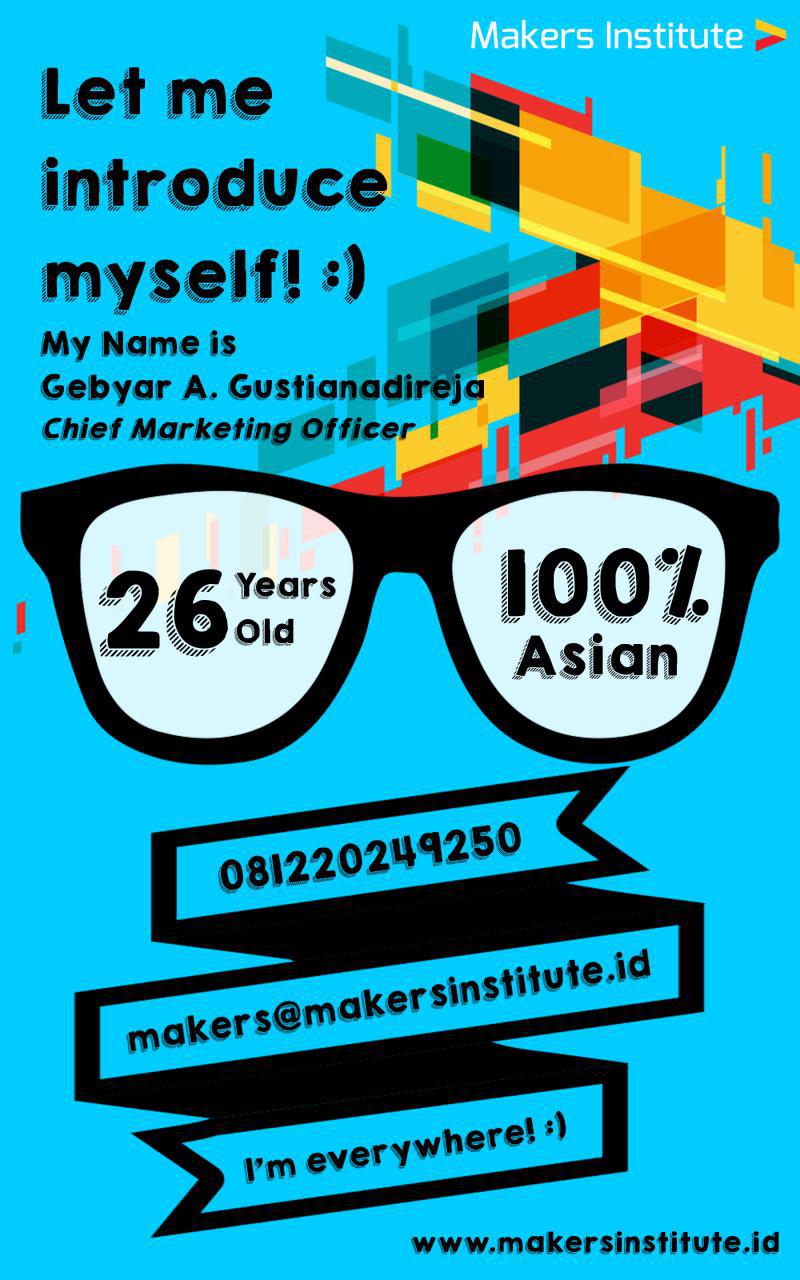 Makers Institute
Let me
introduce
myself! :)
My Name is
Gebyar A. Gustianadireja
Chief Marketing Officer
26 Years
Old
100%
Asian
081220249250
makers@makersinstitute.id
I'm everywhere! :)
www.makersinstitute.id